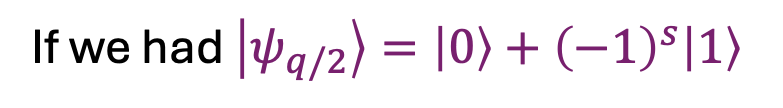 If we had |ψ_{q/2}⟩ = |0⟩ + (−1)^s|1⟩